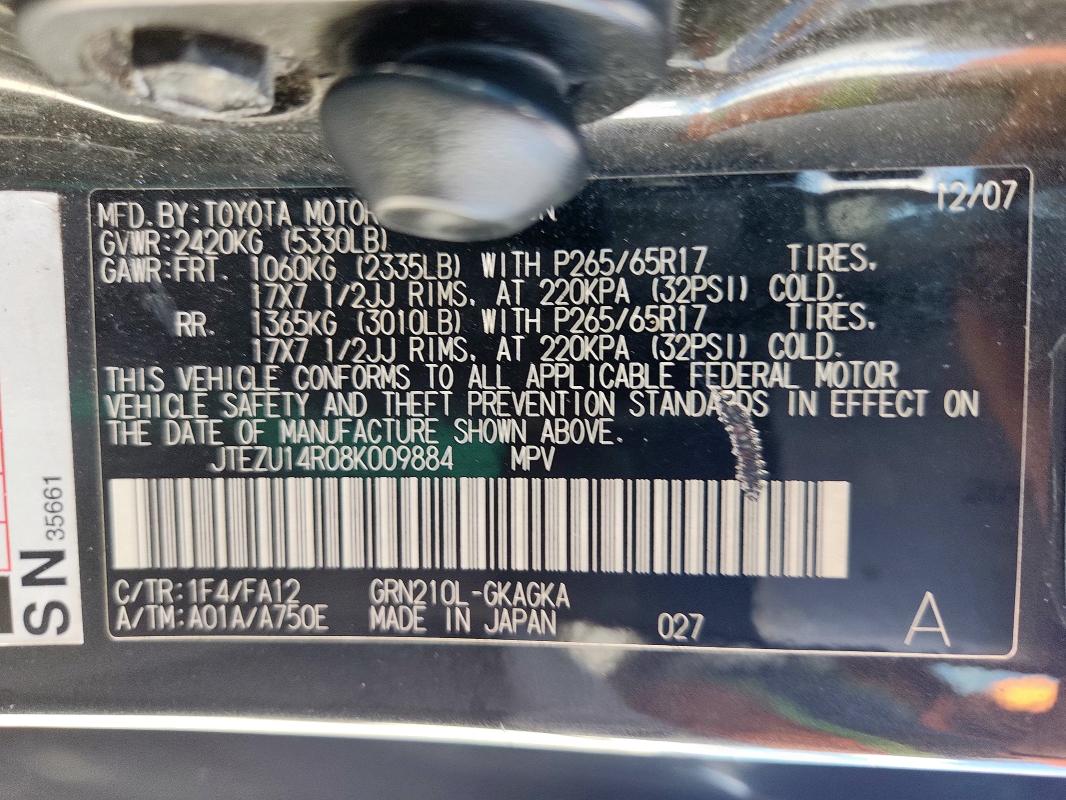 12/07
MFD. BY: TOYOTA MOTOR
GVWR: 2420KG (5330LB)
GAWR: FRT. 1060KG (2335LB) WITH P265/65R17 TIRES,
17X7 1/2JJ RIMS, AT 220KPA (32PSI) COLD.
RR. 1365KG (3010LB) WITH P265/65R17 TIRES,
17X7 1/2JJ RIMS, AT 220KPA (32PSI) COLD.
THIS VEHICLE CONFORMS TO ALL APPLICABLE FEDERAL MOTOR
VEHICLE SAFETY AND THEFT PREVENTION STANDARDS IN EFFECT ON
THE DATE OF MANUFACTURE SHOWN ABOVE.
JTEZU14R08K009884 MPV
C/TR: 1F4/FA12 GRN210L-GKAGKA
A/TM: A01A/A750E MADE IN JAPAN 027 A
SN 35661